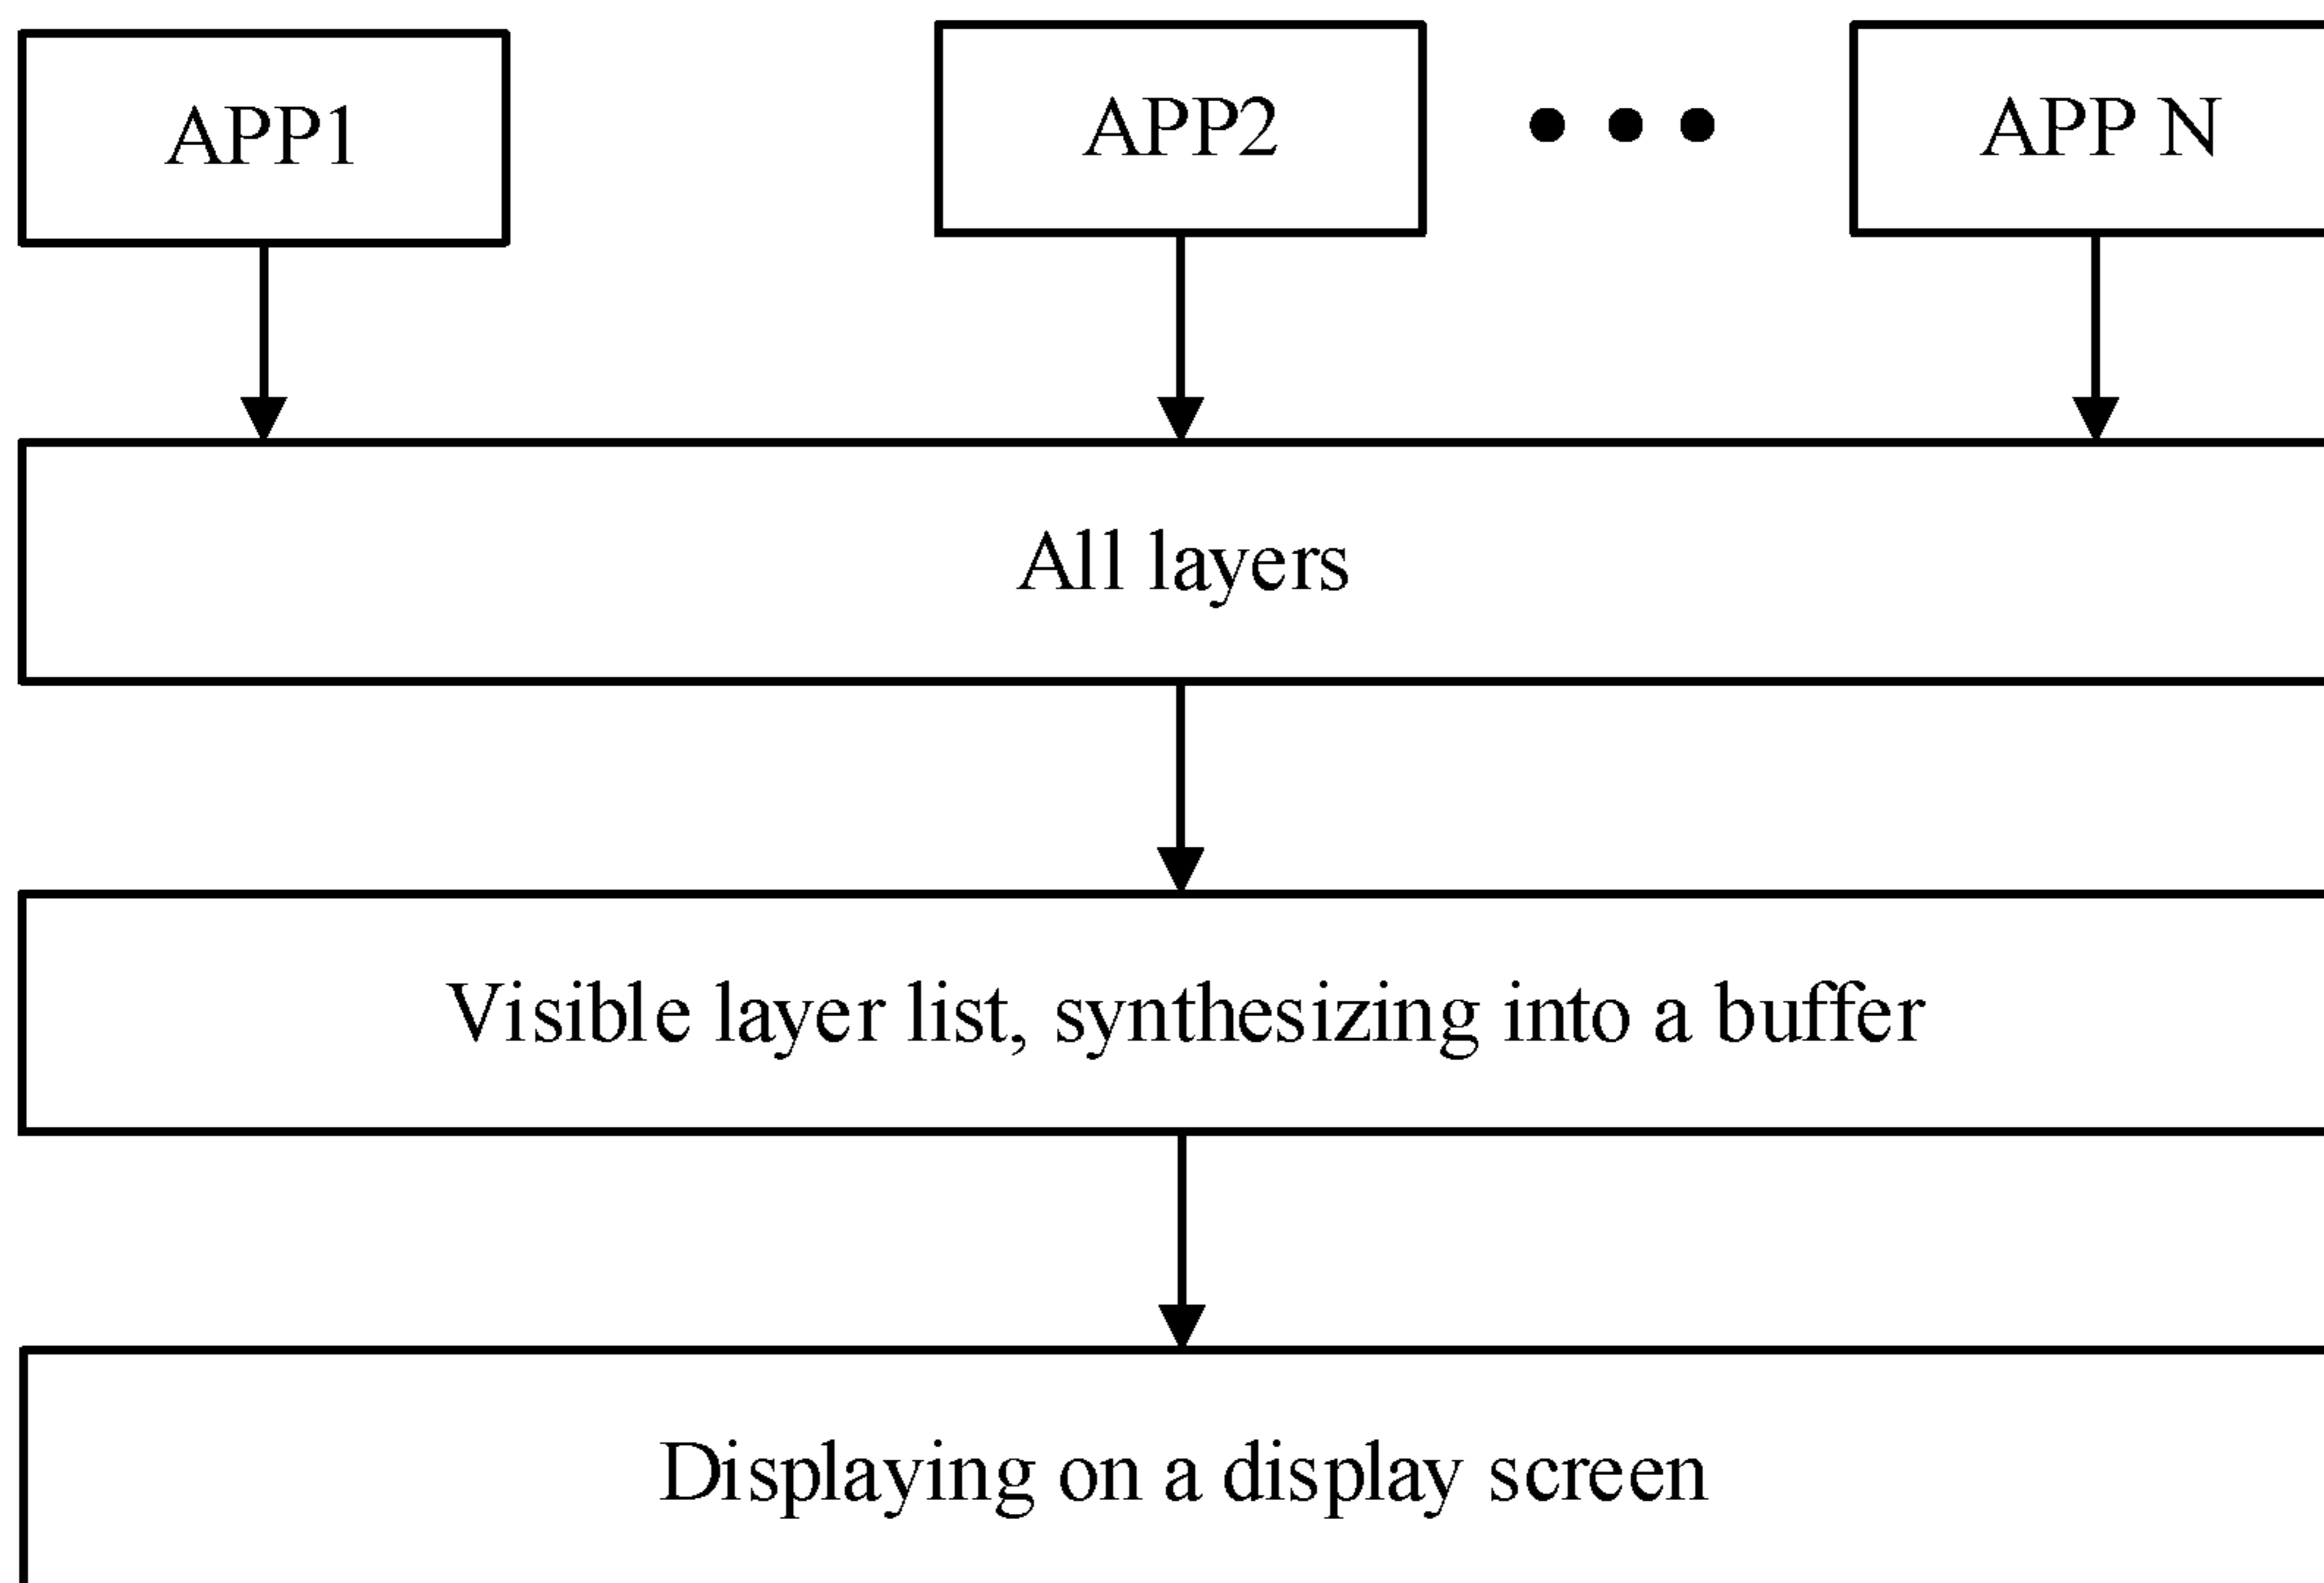 APP1 APP2 ••• APP N
All layers
Visible layer list, synthesizing into a buffer
Displaying on a display screen